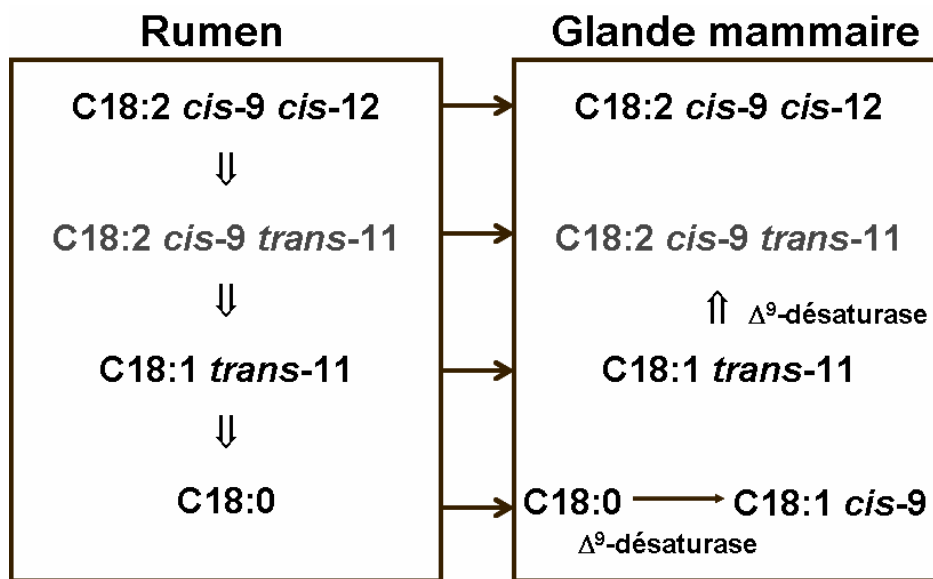 Rumen
Glande mammaire
C18:2 cis-9 cis-12
C18:2 cis-9 cis-12
⇓
C18:2 cis-9 trans-11
C18:2 cis-9 trans-11
⇓
⇑ Δ⁹-désaturase
C18:1 trans-11
C18:1 trans-11
⇓
C18:0
C18:0 → C18:1 cis-9
Δ⁹-désaturase